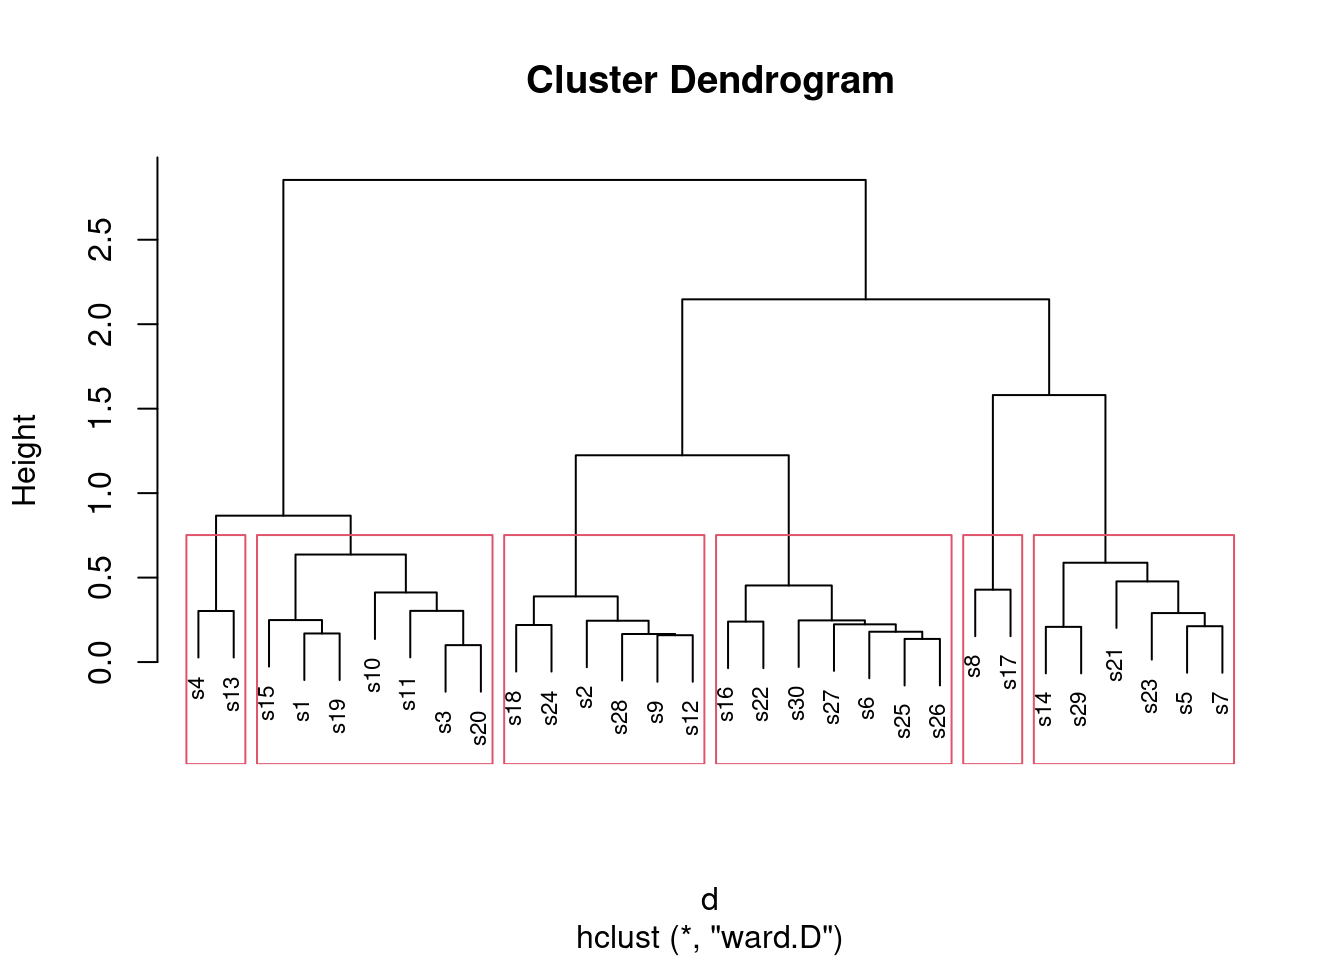 Cluster Dendrogram
Height
2.5
2.0
1.5
1.0
0.5
0.0
s4
s13
s15
s1
s19
s10
s11
s3
s20
s18
s24
s2
s28
s9
s12
s16
s22
s30
s27
s6
s25
s26
s8
s17
s14
s29
s21
s23
s5
s7
d
hclust (*, "ward.D")